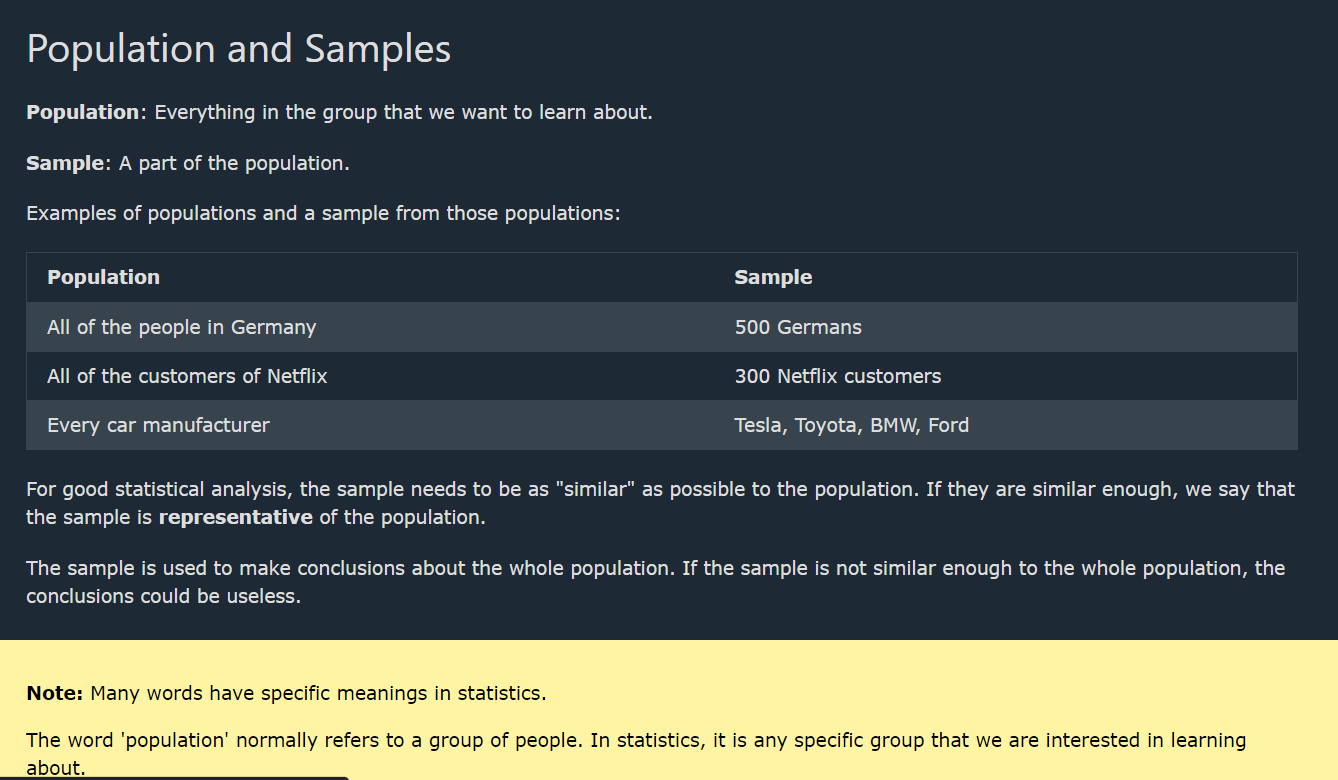 Population and Samples
Population: Everything in the group that we want to learn about.
Sample: A part of the population.
Examples of populations and a sample from those populations:
Population Sample
All of the people in Germany 500 Germans
All of the customers of Netflix 300 Netflix customers
Every car manufacturer Tesla, Toyota, BMW, Ford
For good statistical analysis, the sample needs to be as "similar" as possible to the population. If they are similar enough, we say that
the sample is representative of the population.
The sample is used to make conclusions about the whole population. If the sample is not similar enough to the whole population, the
conclusions could be useless.
Note: Many words have specific meanings in statistics.
The word 'population' normally refers to a group of people. In statistics, it is any specific group that we are interested in learning
about.